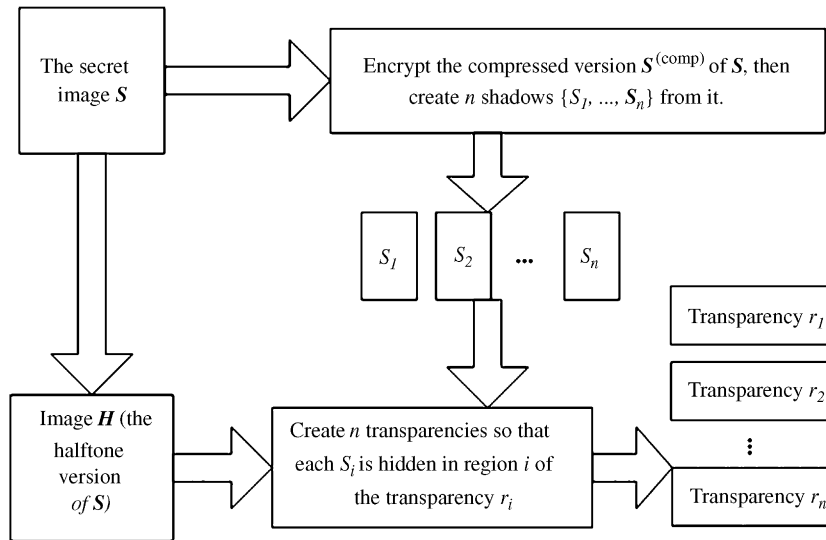 The secret
image S
Encrypt the compressed version S(comp) of S, then
create n shadows {S1, ..., Sn} from it.
S1
S2
...
Sn
Transparency r1
Transparency r2
⋮
Transparency rn
Image H (the
halftone
version
of S)
Create n transparencies so that
each Si is hidden in region i of
the transparency ri